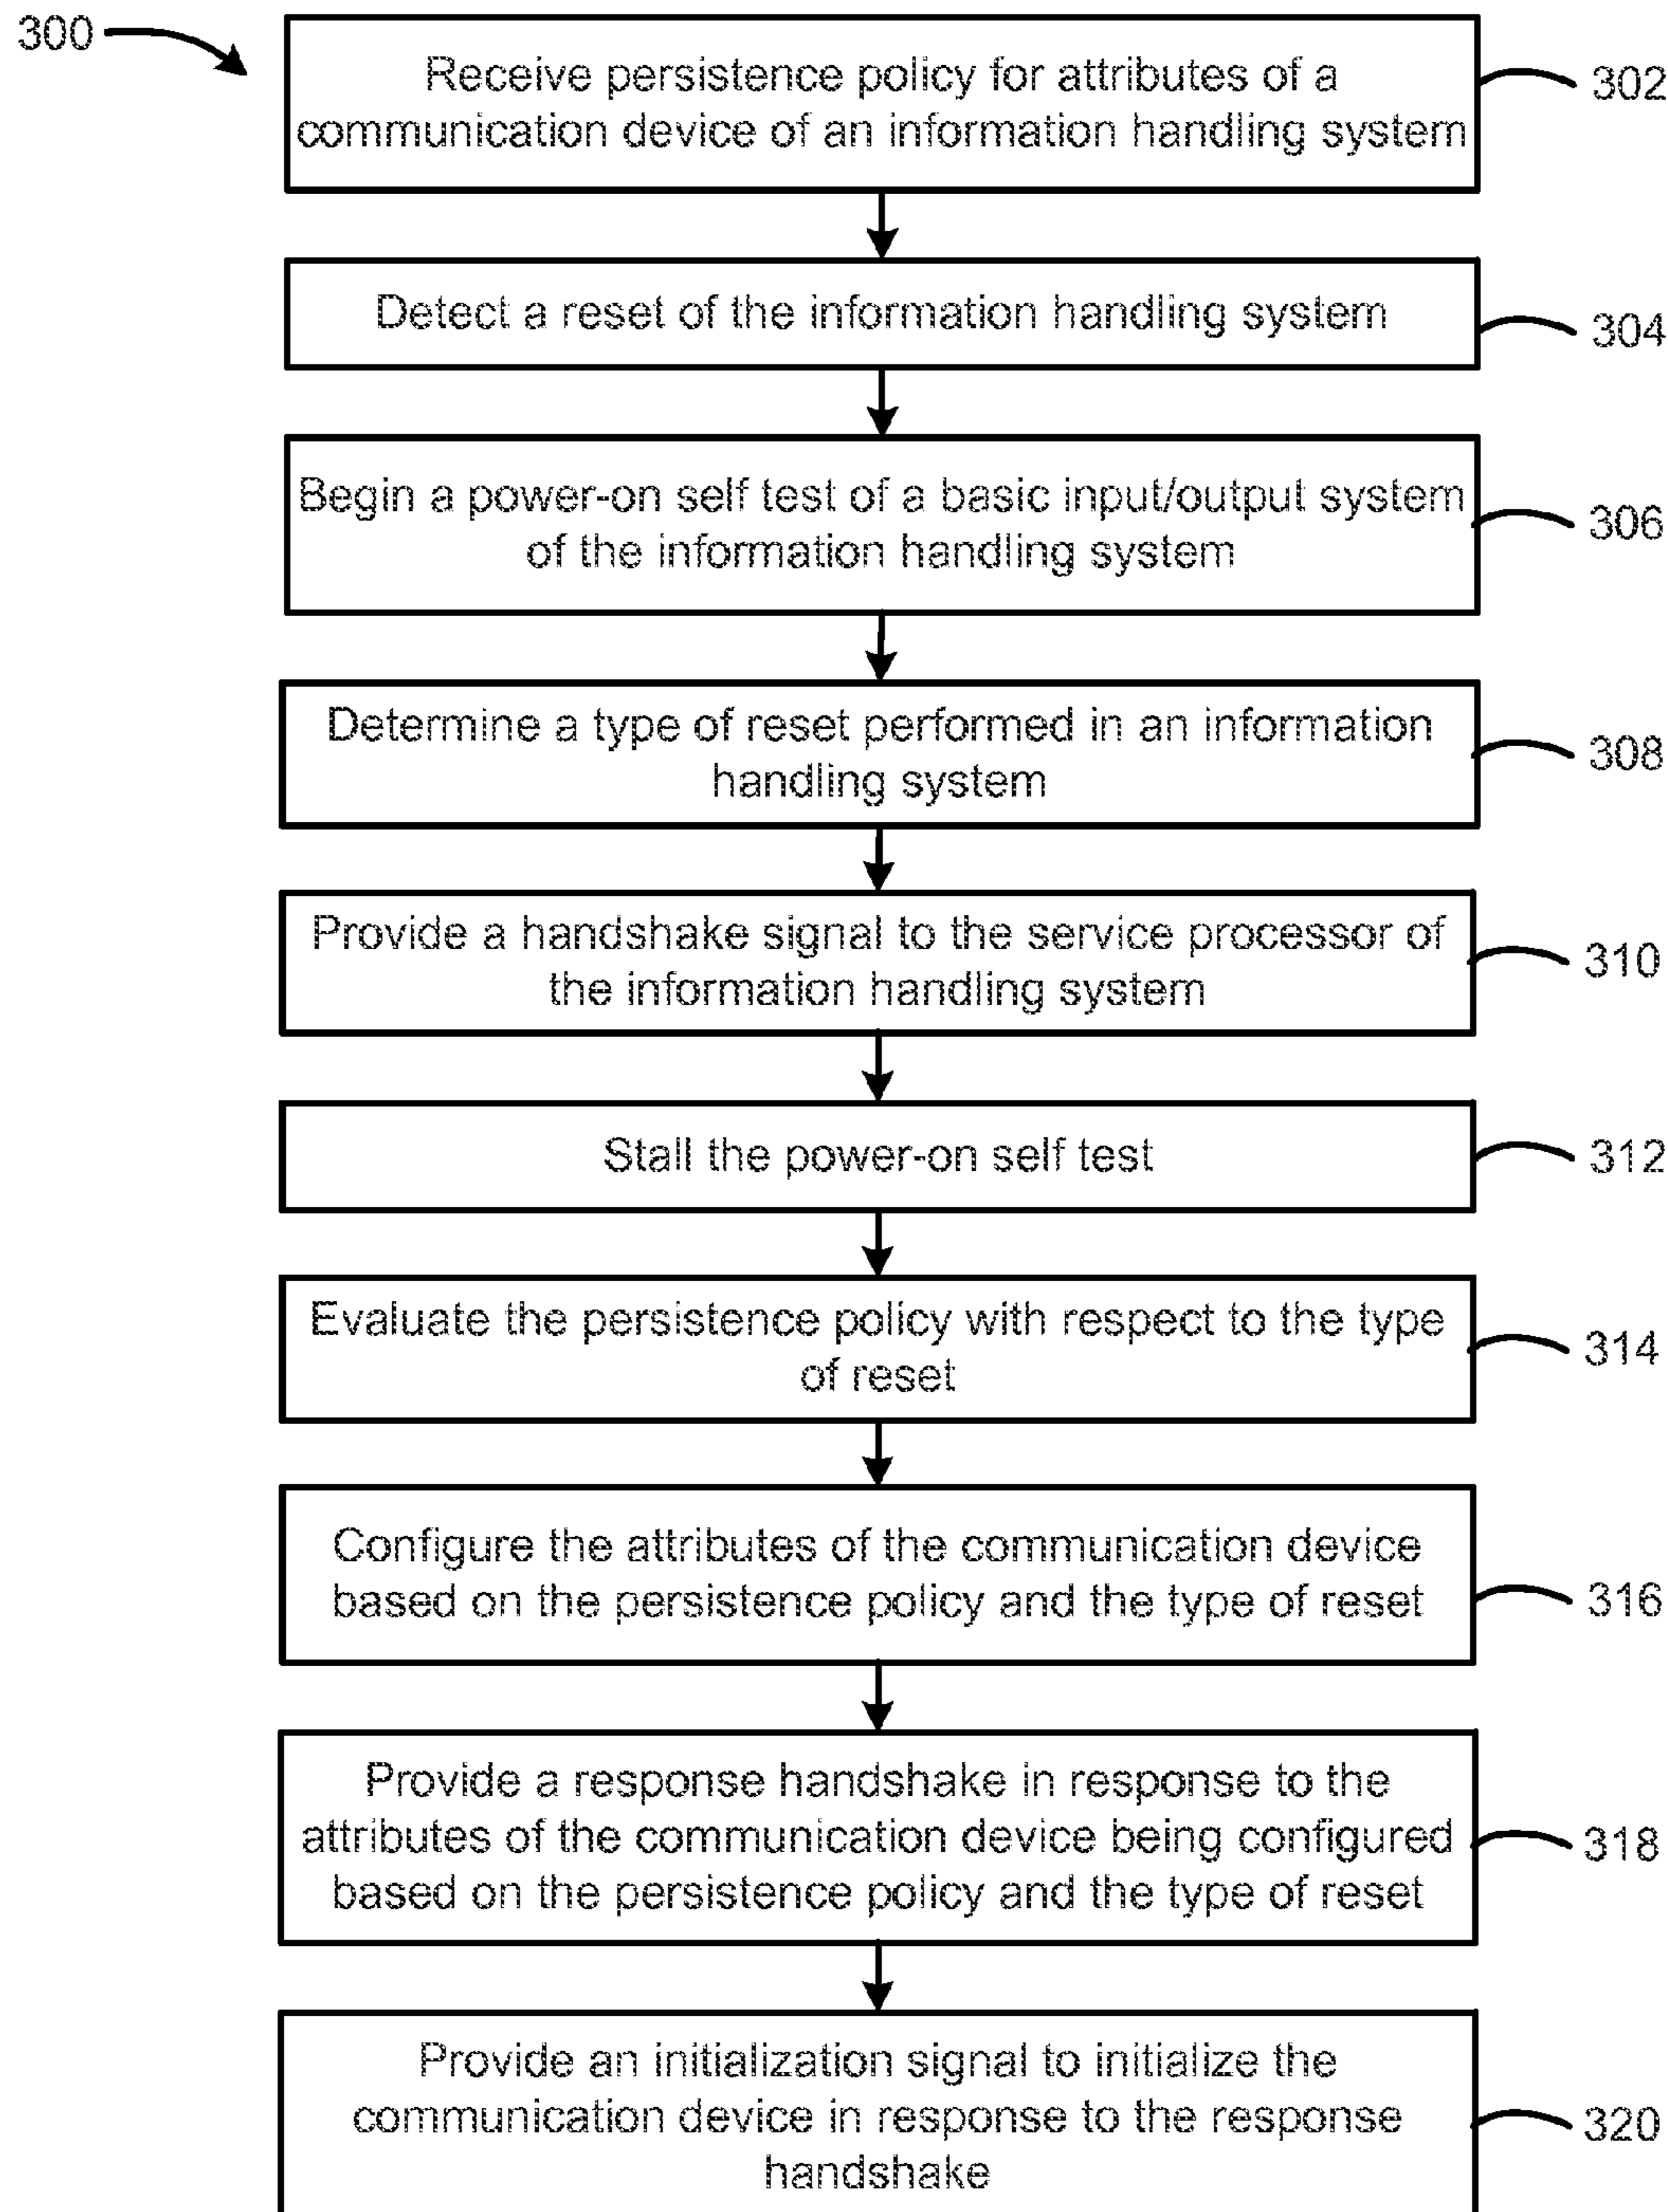 300
Receive persistence policy for attributes of a
communication device of an information handling system
302
Detect a reset of the information handling system
304
Begin a power-on self test of a basic input/output system
of the information handling system
306
Determine a type of reset performed in an information
handling system
308
Provide a handshake signal to the service processor of
the information handling system
310
Stall the power-on self test
312
Evaluate the persistence policy with respect to the type
of reset
314
Configure the attributes of the communication device
based on the persistence policy and the type of reset
316
Provide a response handshake in response to the
attributes of the communication device being configured
based on the persistence policy and the type of reset
318
Provide an initialization signal to initialize the
communication device in response to the response
handshake
320